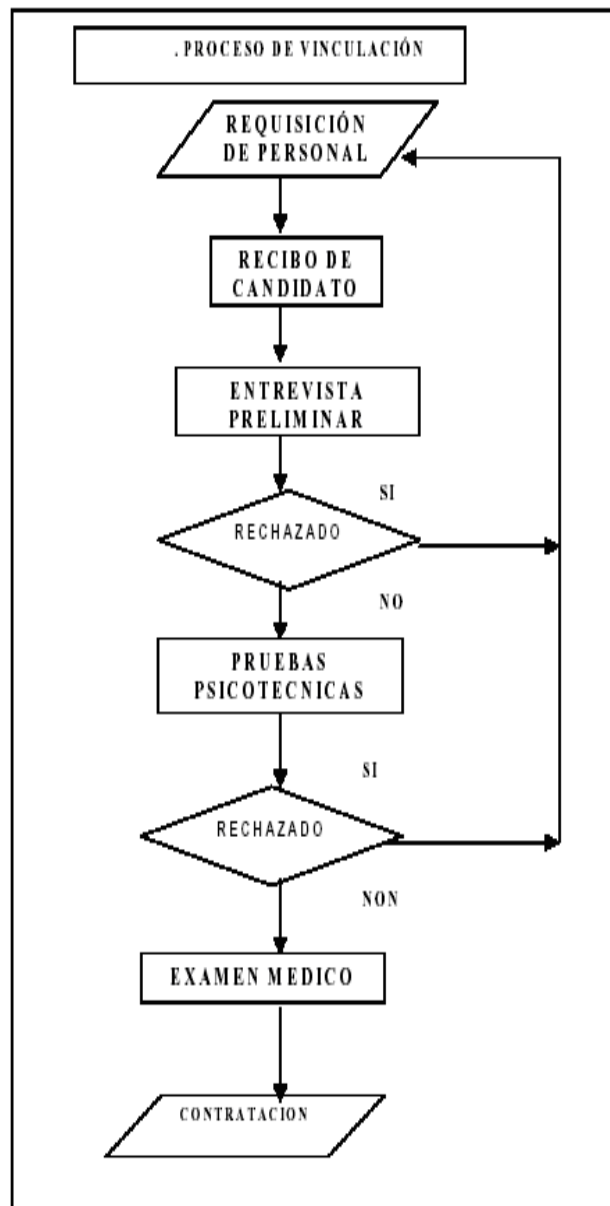 . PROCESO DE VINCULACIÓN
REQUISICIÓN
DE PERSONAL
RECIBO DE
CANDIDATO
ENTREVISTA
PRELIMINAR
SI
RECHAZADO
NO
PRUEBAS
PSICOTECNICAS
SI
RECHAZADO
NON
EXAMEN MEDICO
CONTRATACION